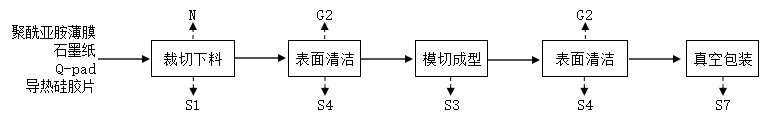 N
G2
G2
聚酰亚胺薄膜
石墨纸
Q-pad
导热硅胶片
裁切下料
表面清洁
模切成型
表面清洁
真空包装
S1
S4
S3
S4
S7